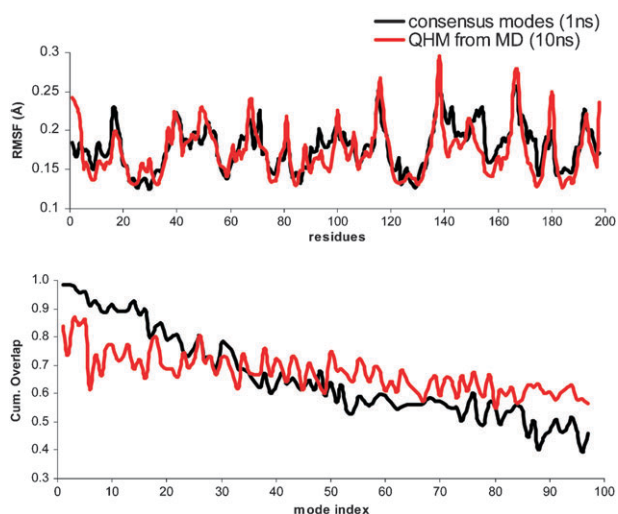 consensus modes (1ns)
QHM from MD (10ns)
0.3
0.25
0.2
0.15
0.1
RMSF (Å)
0 20 40 60 80 100 120 140 160 180 200
residues
1.0
0.9
0.8
0.7
0.6
0.5
0.4
0.3
Cum. Overlap
0 10 20 30 40 50 60 70 80 90 100
mode index